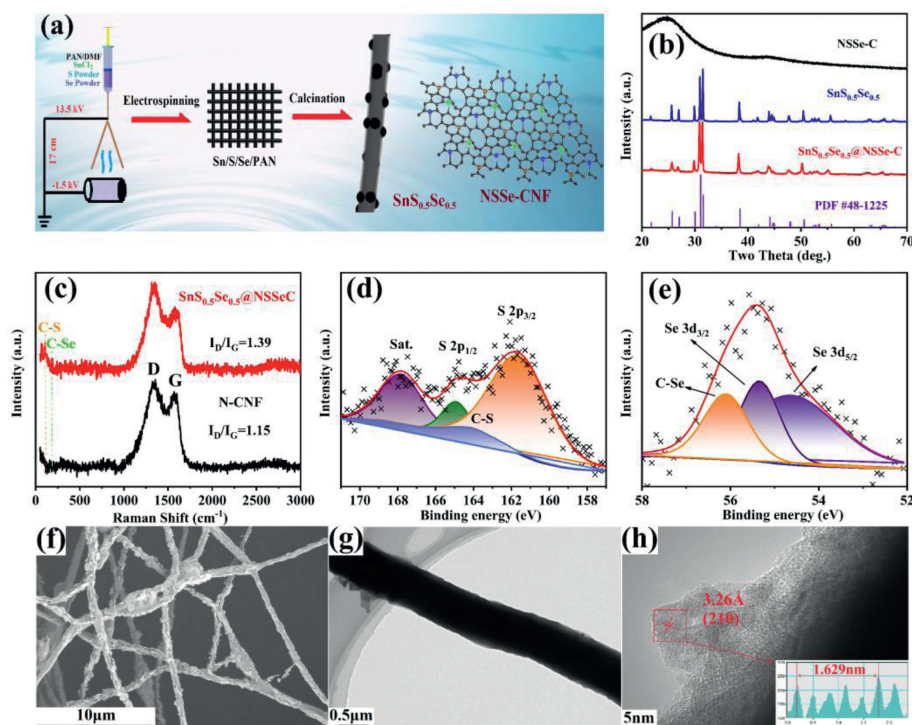 (a)
PAN/DMF
SnCl2
S Powder
Se Powder
13.5 kV
17 cm
-1.5 kV
Electrospinning
Sn/S/Se/PAN
Calcination
SnS0.5Se0.5
NSSe-CNF
(b)
Intensity (a.u.)
NSSe-C
SnS0.5Se0.5
SnS0.5Se0.5@NSSe-C
PDF #48-1225
20 30 40 50 60 70
Two Theta (deg.)
(c)
Intensity (a.u.)
SnS0.5Se0.5@NSSeC
C-S
C-Se
ID/IG=1.39
D
G
N-CNF
ID/IG=1.15
0 500 1000 1500 2000 2500 3000
Raman Shift (cm-1)
(d)
Intensity (a.u.)
Sat.
S 2p1/2
S 2p3/2
C-S
170 168 166 164 162 160 158
Binding energy (eV)
(e)
Intensity (a.u.)
Se 3d3/2
Se 3d5/2
C-Se
58 56 54 52
Binding energy (eV)
(f)
10μm
(g)
0.5μm
(h)
3.26Å
(210)
1.629nm
5nm